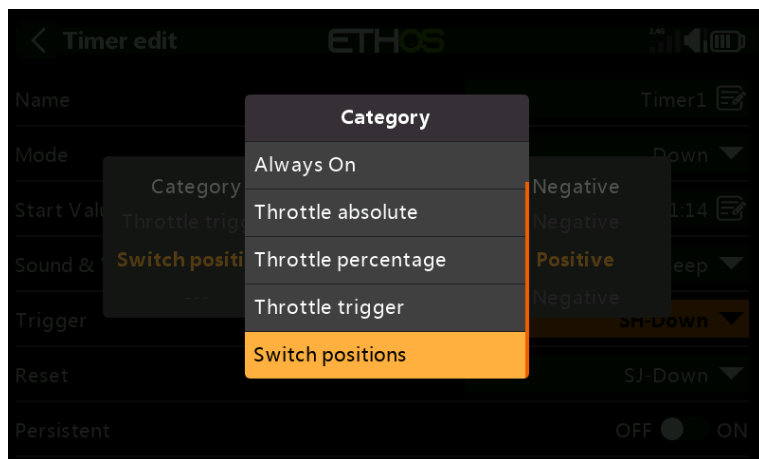 Timer edit
ETHOS
2.4G
Name
Timer1
Category
Mode
Down
Always On
Category
Negative
Start Valu
Throttle absolute
1:14
Throttle trigg
Negative
Sound &
Switch positi
Throttle percentage
Positive
eep
---
Throttle trigger
Negative
Trigger
SH-Down
Switch positions
Reset
SJ-Down
Persistent
OFF
ON